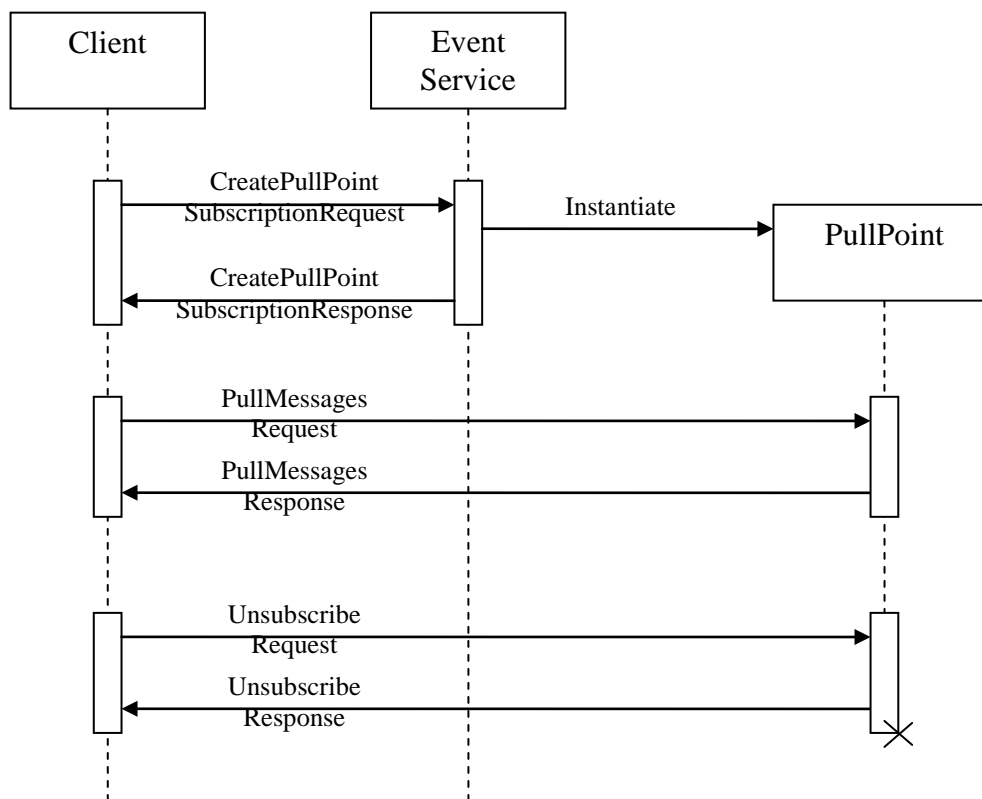 Client
Event
Service
CreatePullPoint
SubscriptionRequest
Instantiate
PullPoint
CreatePullPoint
SubscriptionResponse
PullMessages
Request
PullMessages
Response
Unsubscribe
Request
Unsubscribe
Response